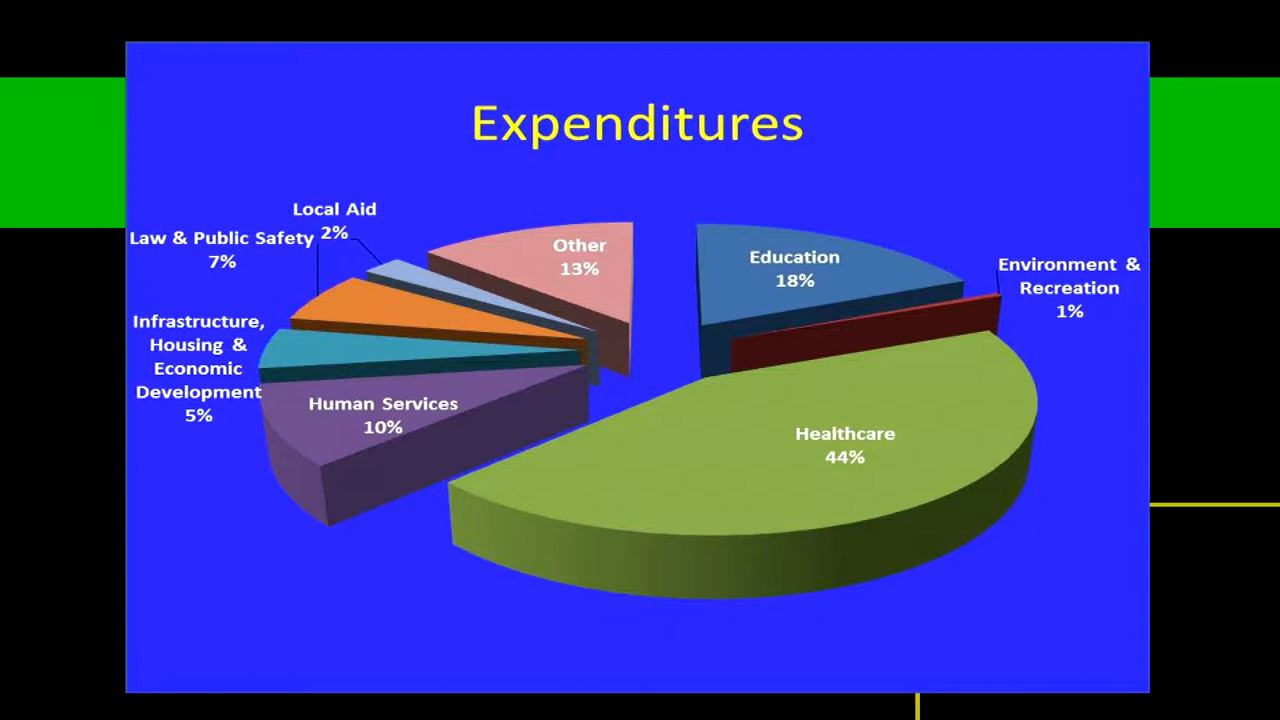 Expenditures
Local Aid
2%
Law & Public Safety
7%
Other
13%
Education
18%
Environment &
Recreation
1%
Infrastructure,
Housing &
Economic
Development
5%
Human Services
10%
Healthcare
44%